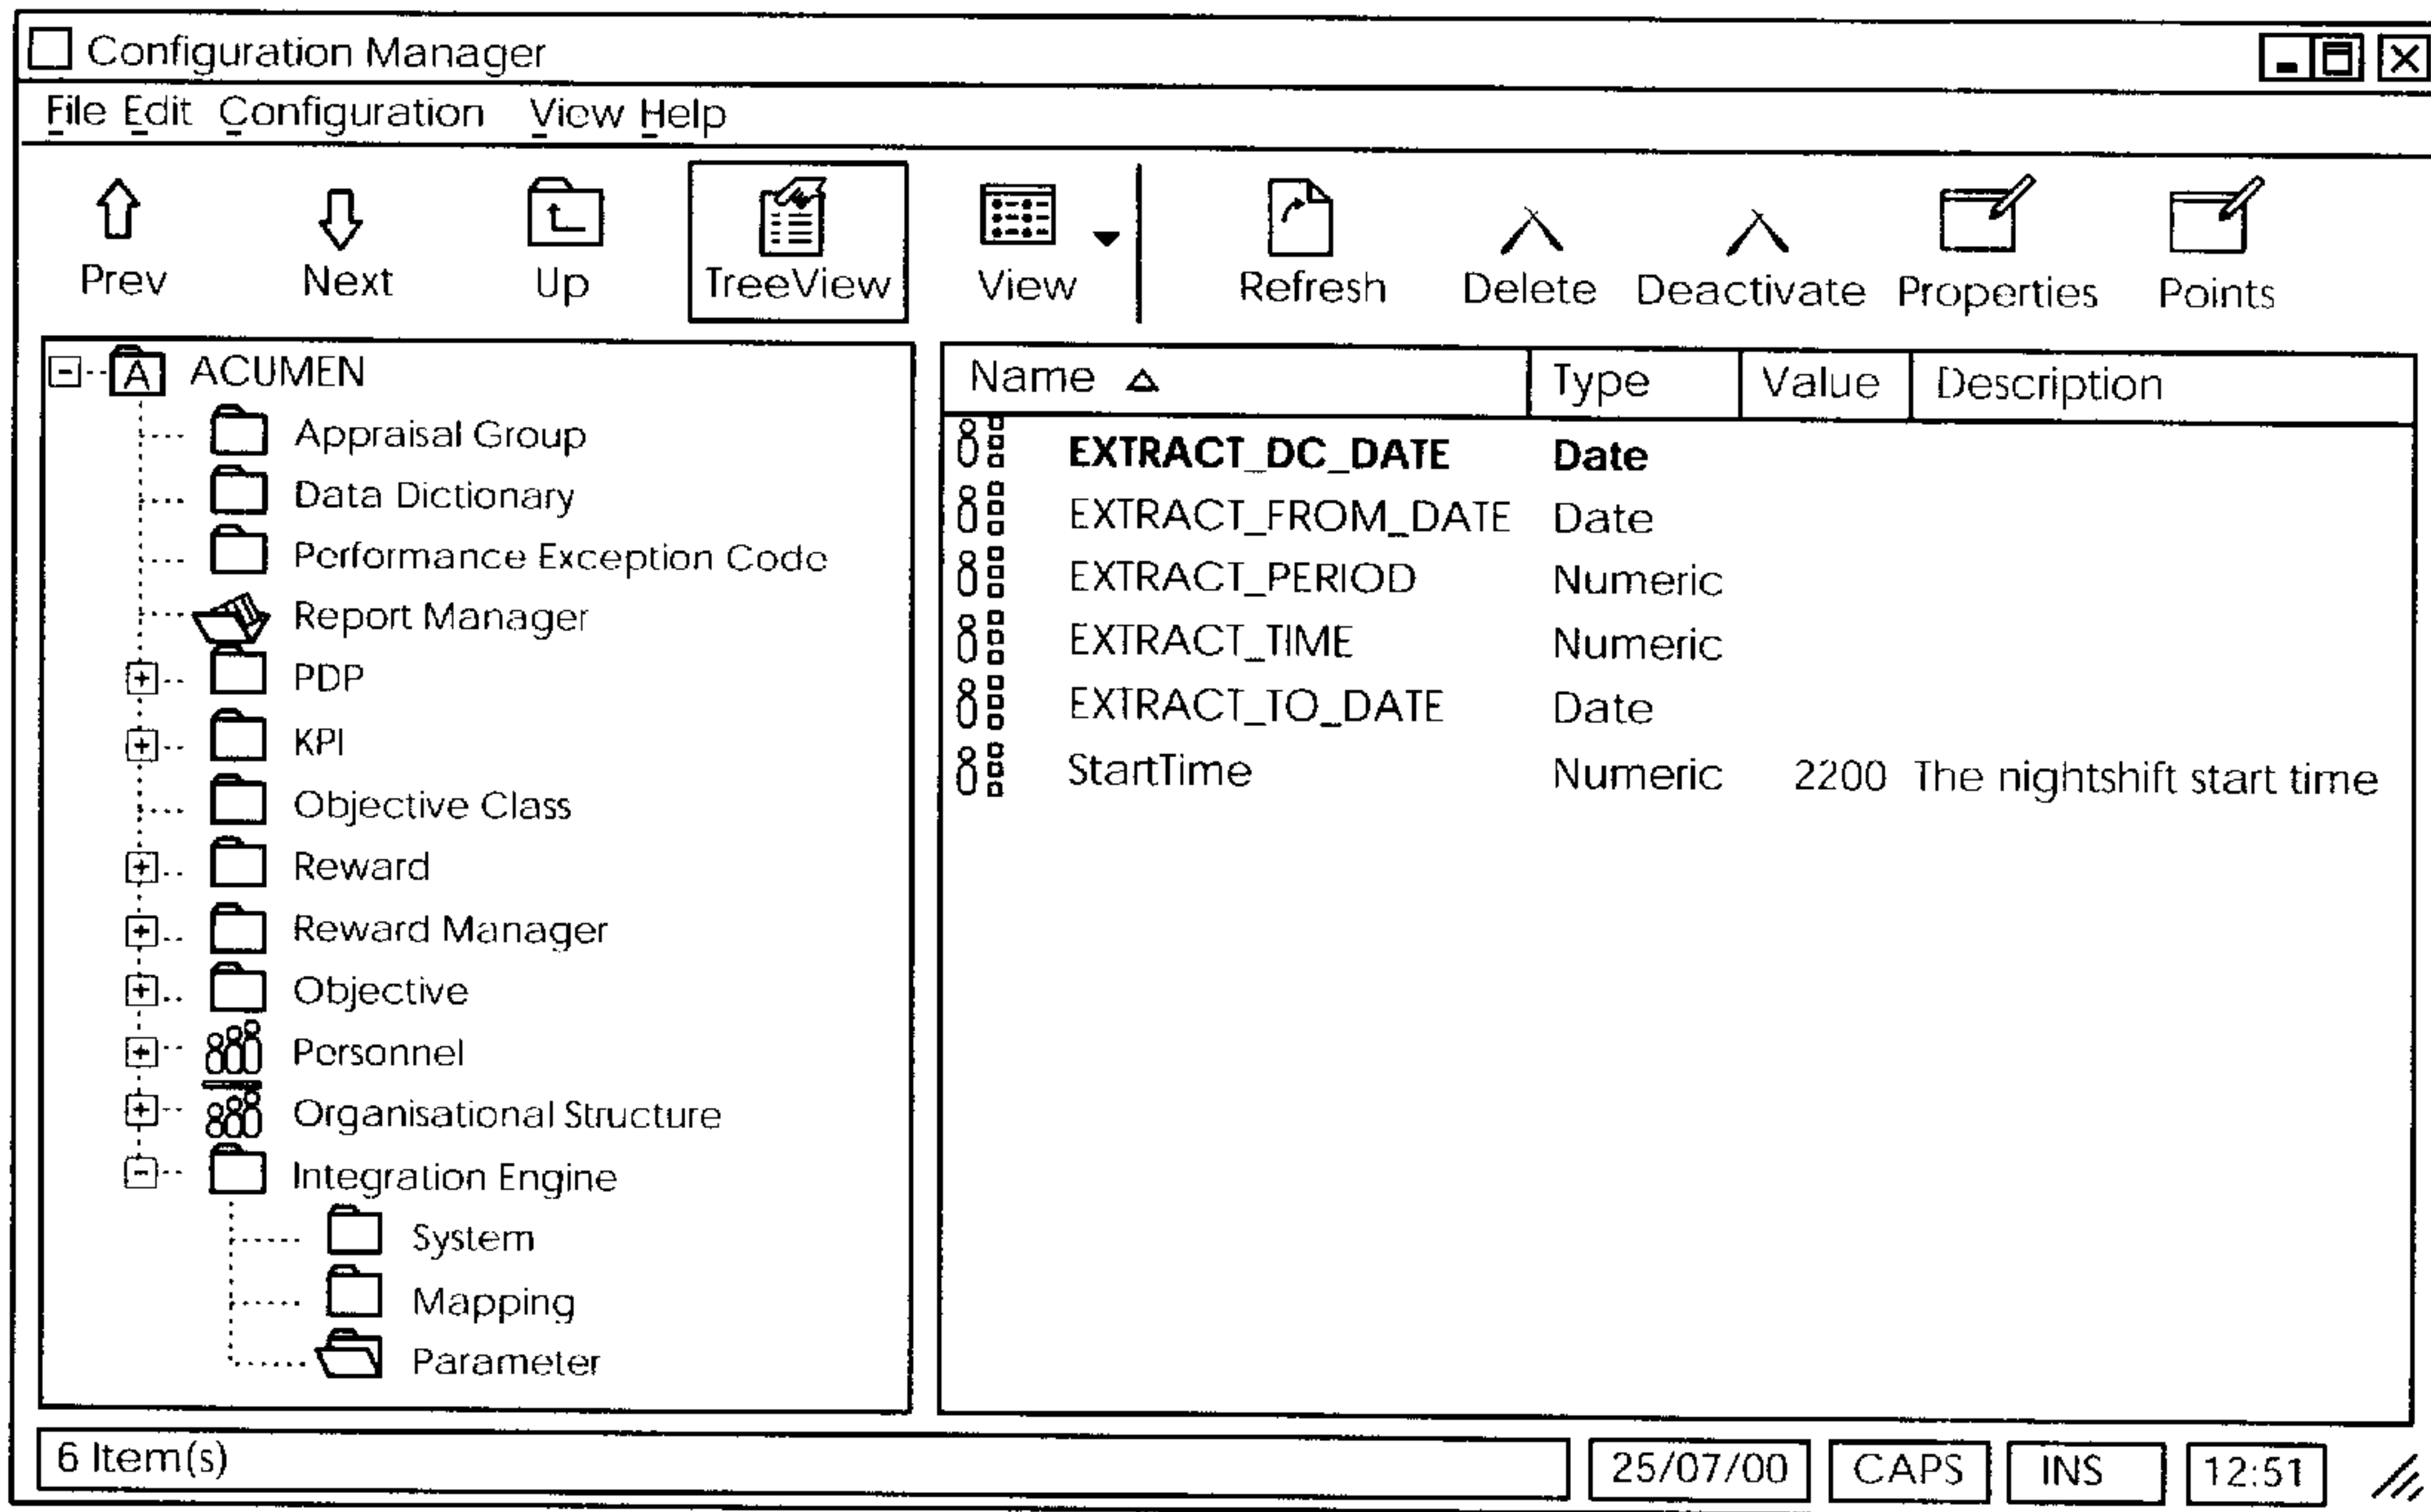 Configuration Manager
File Edit Configuration View Help
Prev Next Up TreeView View Refresh Delete Deactivate Properties Points
A ACUMEN
Appraisal Group
Data Dictionary
Performance Exception Code
Report Manager
PDP
KPI
Objective Class
Reward
Reward Manager
Objective
Personnel
Organisational Structure
Integration Engine
System
Mapping
Parameter
Name Type Value Description
EXTRACT_DC_DATE Date
EXTRACT_FROM_DATE Date
EXTRACT_PERIOD Numeric
EXTRACT_TIME Numeric
EXTRACT_TO_DATE Date
StartTime Numeric 2200 The nightshift start time
6 Item(s) 25/07/00 CAPS INS 12:51